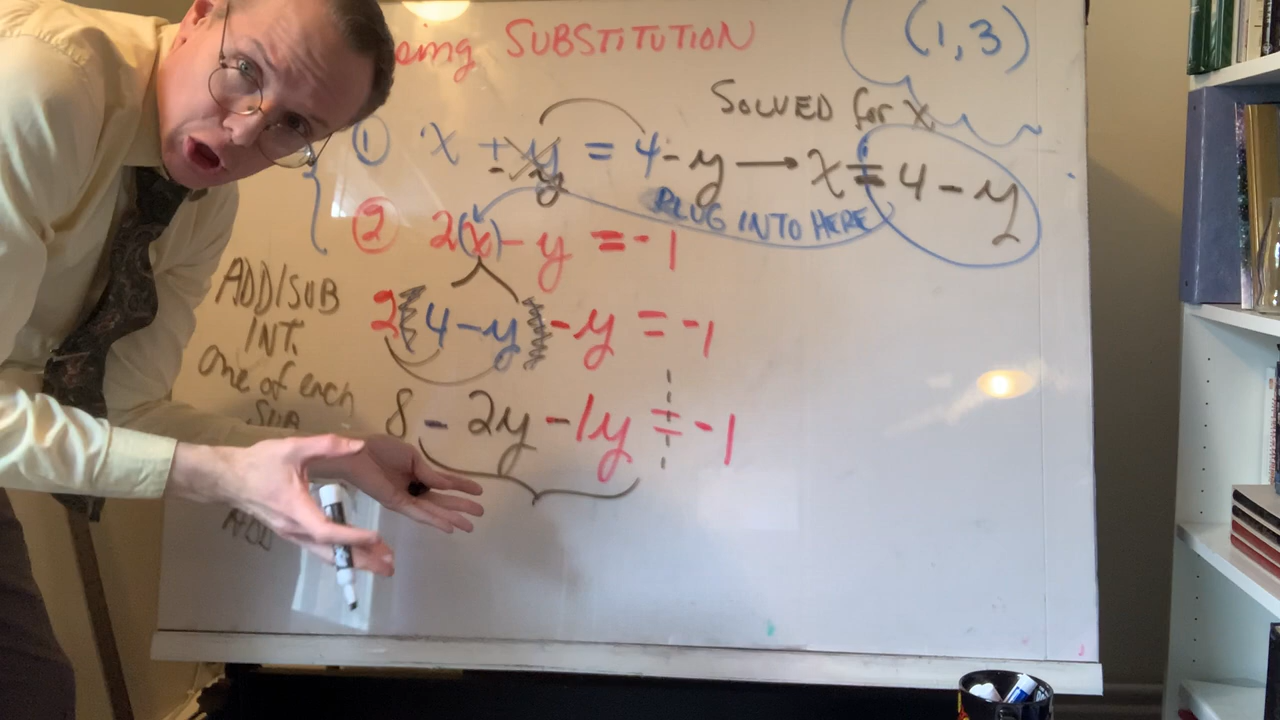 SUBSTITUTION
(1, 3)
SOLVED for x
① x + y = 4 - y → x = 4 - y
- y
PLUG INTO HERE
② 2(x) - y = -1
2(4 - y) - y = -1
8 - 2y - 1y = -1
ADD/SUB
INT.
one of each
SUB